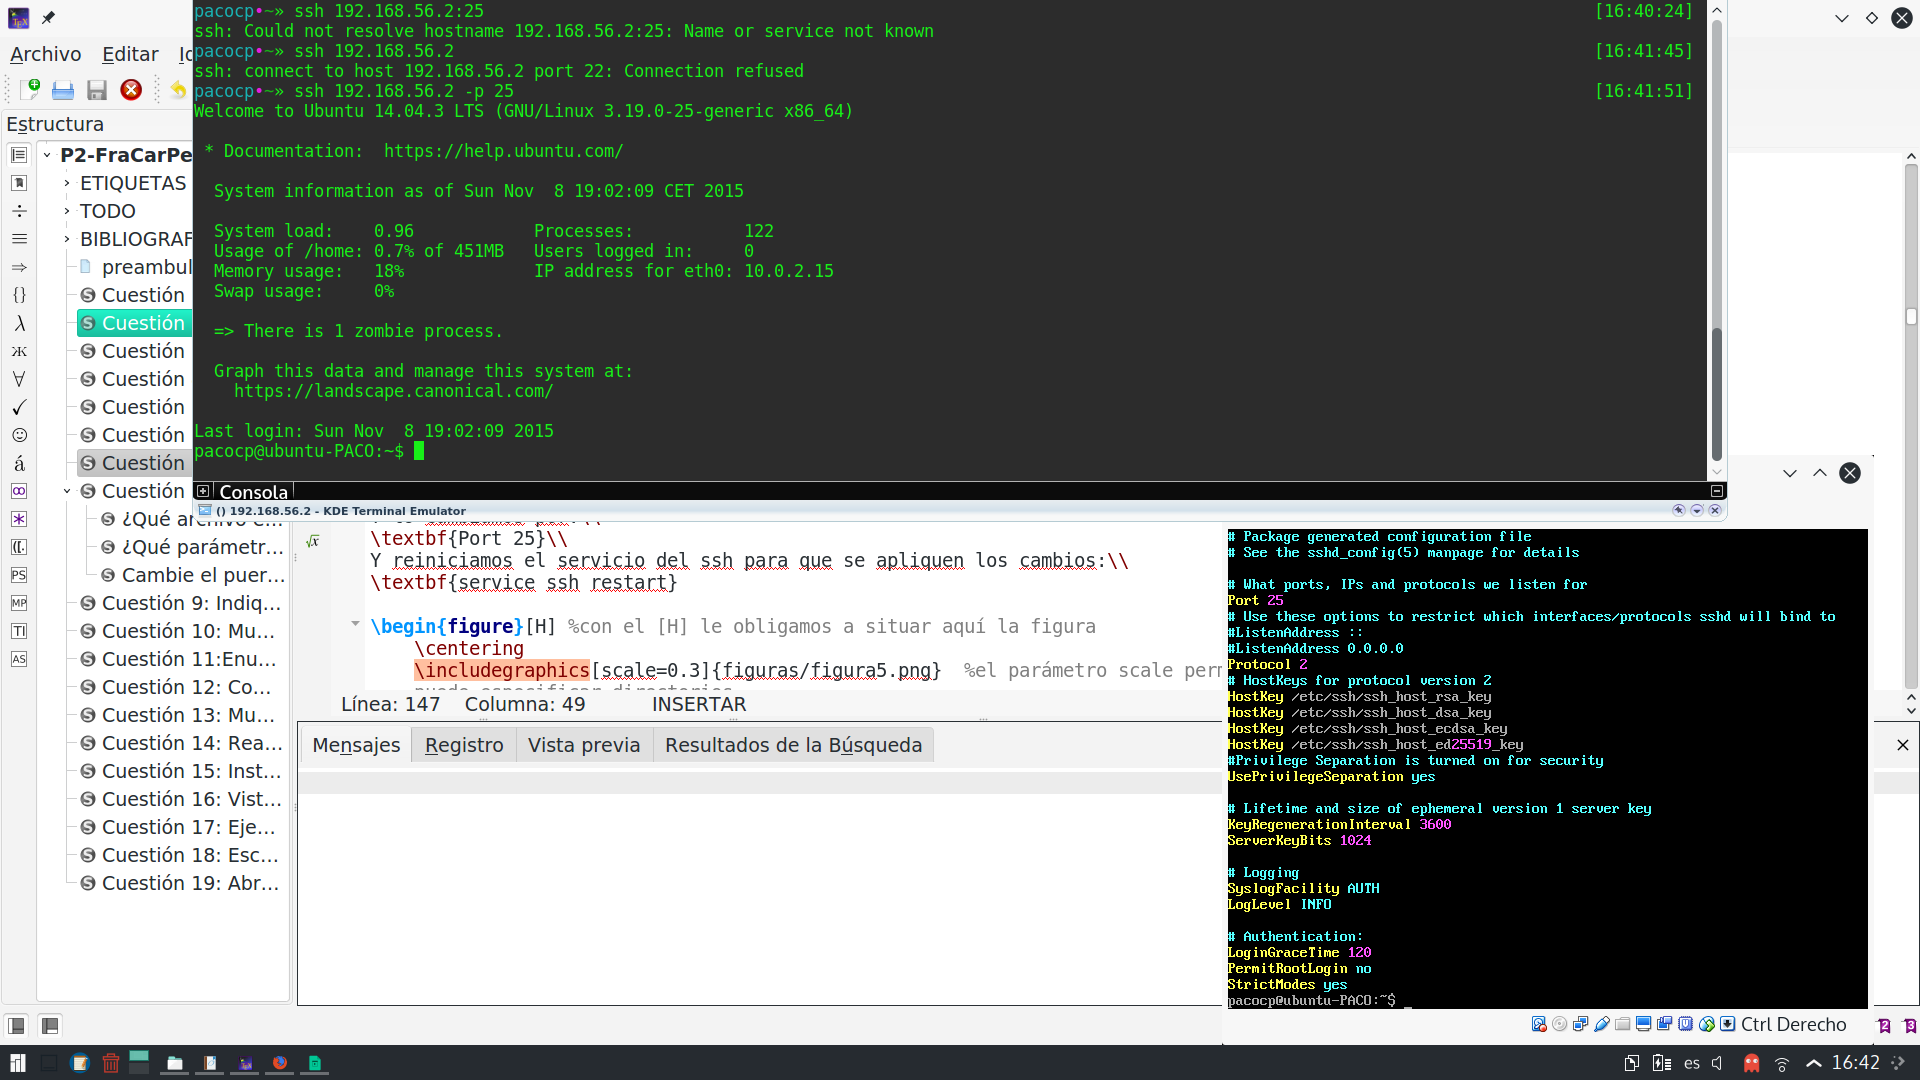 pacocp•~» ssh 192.168.56.2:25 [16:40:24]
ssh: Could not resolve hostname 192.168.56.2:25: Name or service not known
pacocp•~» ssh 192.168.56.2 [16:41:45]
ssh: connect to host 192.168.56.2 port 22: Connection refused
pacocp•~» ssh 192.168.56.2 -p 25 [16:41:51]
Welcome to Ubuntu 14.04.3 LTS (GNU/Linux 3.19.0-25-generic x86_64)
* Documentation:  https://help.ubuntu.com/
System information as of Sun Nov  8 19:02:09 CET 2015
System load:    0.96            Processes:           122
Usage of /home: 0.7% of 451MB   Users logged in:     0
Memory usage:   18%             IP address for eth0: 10.0.2.15
Swap usage:     0%
=> There is 1 zombie process.
Graph this data and manage this system at:
https://landscape.canonical.com/
Last login: Sun Nov  8 19:02:09 2015
pacocp@ubuntu-PACO:~$
Consola
() 192.168.56.2 - KDE Terminal Emulator
Archivo Editar
Estructura
P2-FraCarPe
ETIQUETAS
TODO
BIBLIOGRAF
preambul
Cuestión
Cuestión
Cuestión
Cuestión
Cuestión
Cuestión
Cuestión
Cuestión
¿Qué archivo
¿Qué parámetr...
Cambie el puer...
Cuestión 9: Indiq...
Cuestión 10: Mu...
Cuestión 11:Enu...
Cuestión 12: Co...
Cuestión 13: Mu...
Cuestión 14: Rea...
Cuestión 15: Inst...
Cuestión 16: Vist...
Cuestión 17: Eje...
Cuestión 18: Esc...
Cuestión 19: Abr...
\textbf{Port 25}\\
Y reiniciamos el servicio del ssh para que se apliquen los cambios:\\
\textbf{service ssh restart}
\begin{figure}[H] %con el [H] le obligamos a situar aquí la figura
\centering
\includegraphics[scale=0.3]{figuras/figura5.png}  %el parámetro scale per
Línea: 147 Columna: 49 INSERTAR
Mensajes Registro Vista previa Resultados de la Búsqueda
# Package generated configuration file
# See the sshd_config(5) manpage for details
# What ports, IPs and protocols we listen for
Port 25
# Use these options to restrict which interfaces/protocols sshd will bind to
#ListenAddress ::
#ListenAddress 0.0.0.0
Protocol 2
# HostKeys for protocol version 2
HostKey /etc/ssh/ssh_host_rsa_key
HostKey /etc/ssh/ssh_host_dsa_key
HostKey /etc/ssh/ssh_host_ecdsa_key
HostKey /etc/ssh/ssh_host_ed25519_key
#Privilege Separation is turned on for security
UsePrivilegeSeparation yes
# Lifetime and size of ephemeral version 1 server key
KeyRegenerationInterval 3600
ServerKeyBits 1024
# Logging
SyslogFacility AUTH
LogLevel INFO
# Authentication:
LoginGraceTime 120
PermitRootLogin no
StrictModes yes
pacocp@ubuntu-PACO:~$ _
Ctrl Derecho
es 16:42